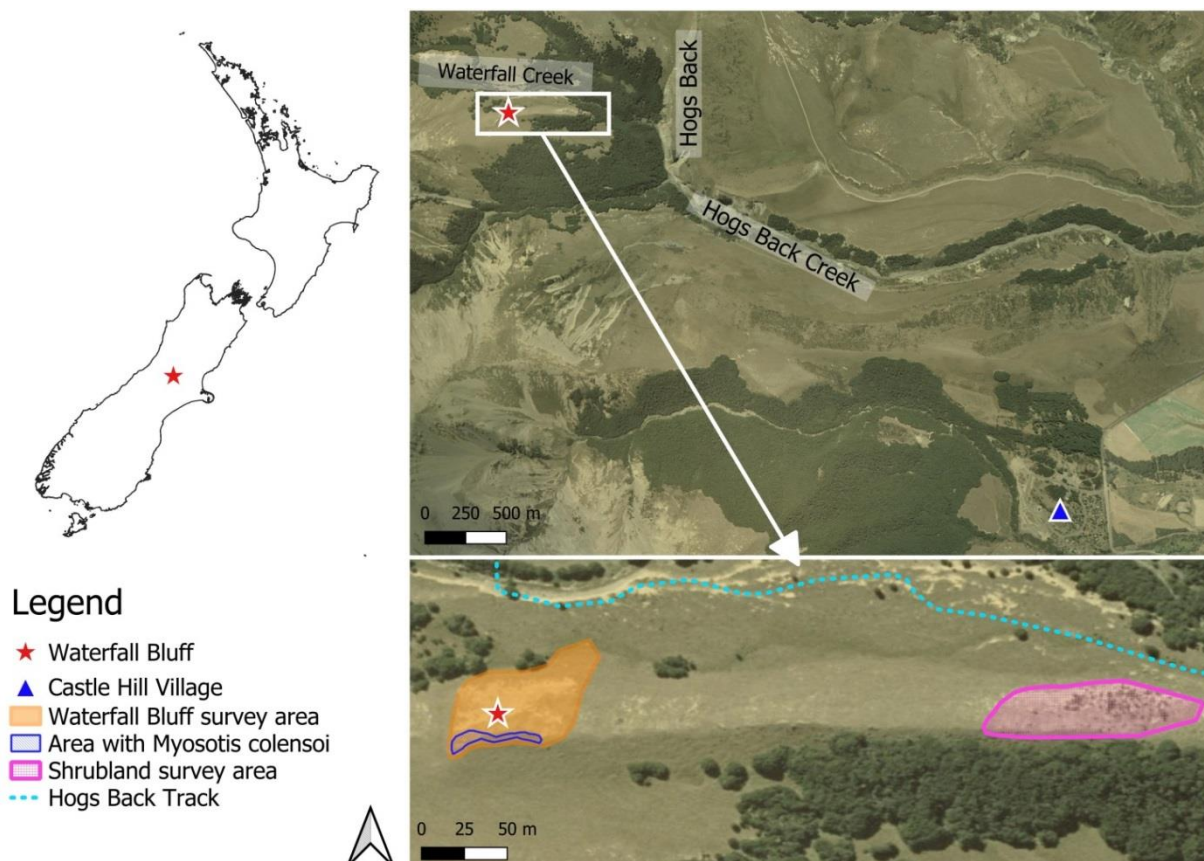 Waterfall Creek
Hogs Back
Hogs Back Creek
0 250 500 m
Legend
Waterfall Bluff
Castle Hill Village
Waterfall Bluff survey area
Area with Myosotis colensoi
Shrubland survey area
Hogs Back Track
0 25 50 m